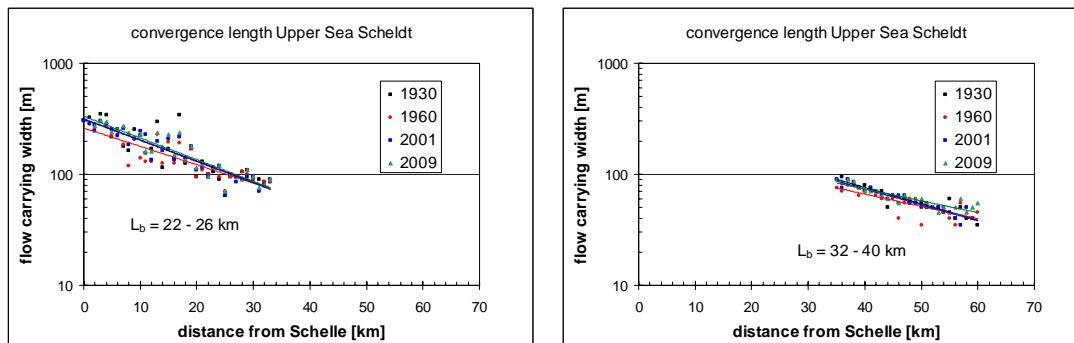 convergence length Upper Sea Scheldt
flow carrying width [m]
1000
100
10
1930
1960
2001
2009
L_b = 22 - 26 km
0 10 20 30 40 50 60 70
distance from Schelle [km]
convergence length Upper Sea Scheldt
flow carrying width [m]
1000
100
10
1930
1960
2001
2009
L_b = 32 - 40 km
0 10 20 30 40 50 60 70
distance from Schelle [km]